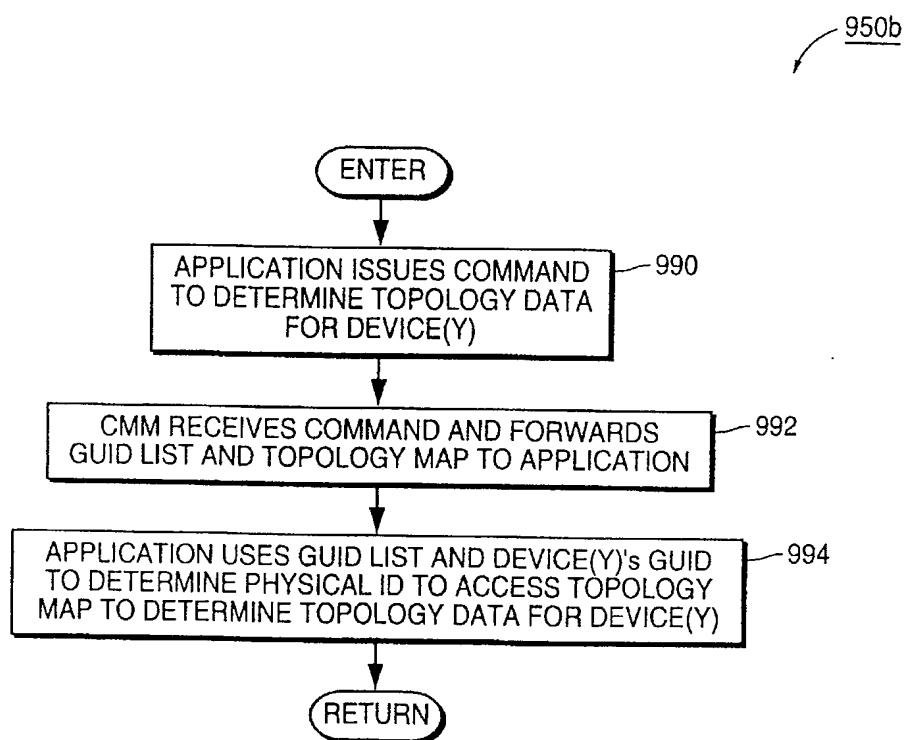 950b
ENTER
APPLICATION ISSUES COMMAND
TO DETERMINE TOPOLOGY DATA
FOR DEVICE(Y)
990
CMM RECEIVES COMMAND AND FORWARDS
GUID LIST AND TOPOLOGY MAP TO APPLICATION
992
APPLICATION USES GUID LIST AND DEVICE(Y)'s GUID
TO DETERMINE PHYSICAL ID TO ACCESS TOPOLOGY
MAP TO DETERMINE TOPOLOGY DATA FOR DEVICE(Y)
994
RETURN